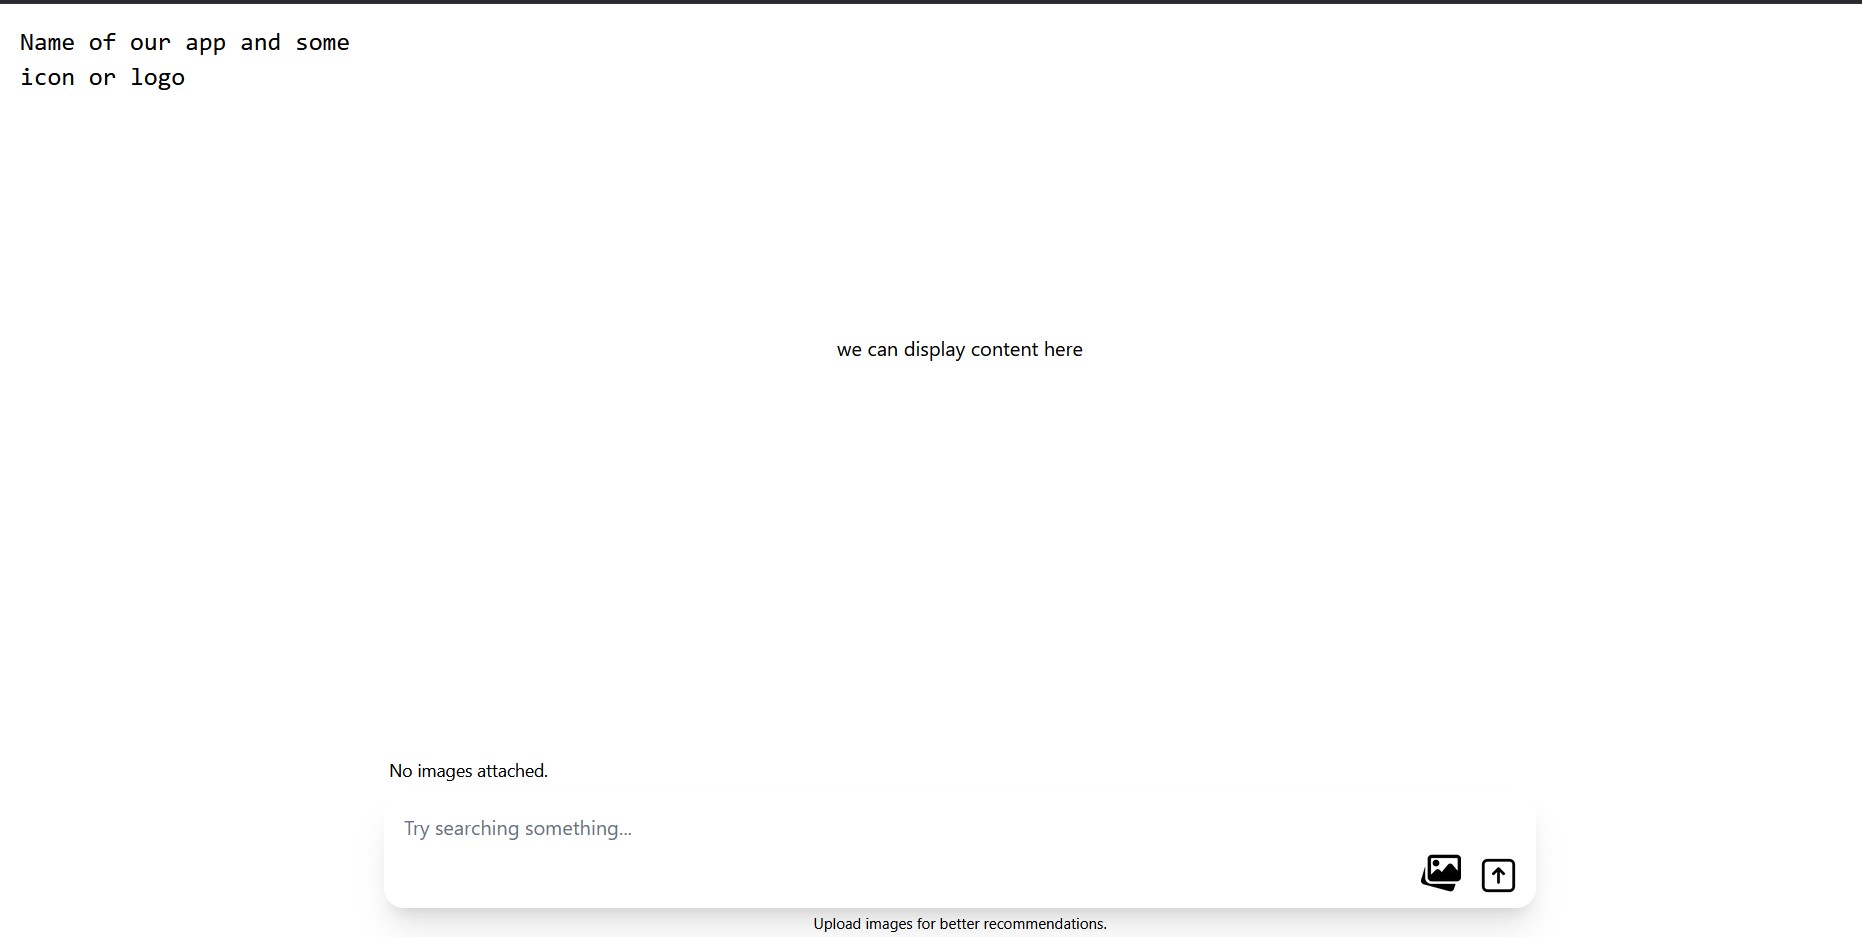 Name of our app and some
icon or logo
we can display content here
No images attached.
Try searching something...
Upload images for better recommendations.